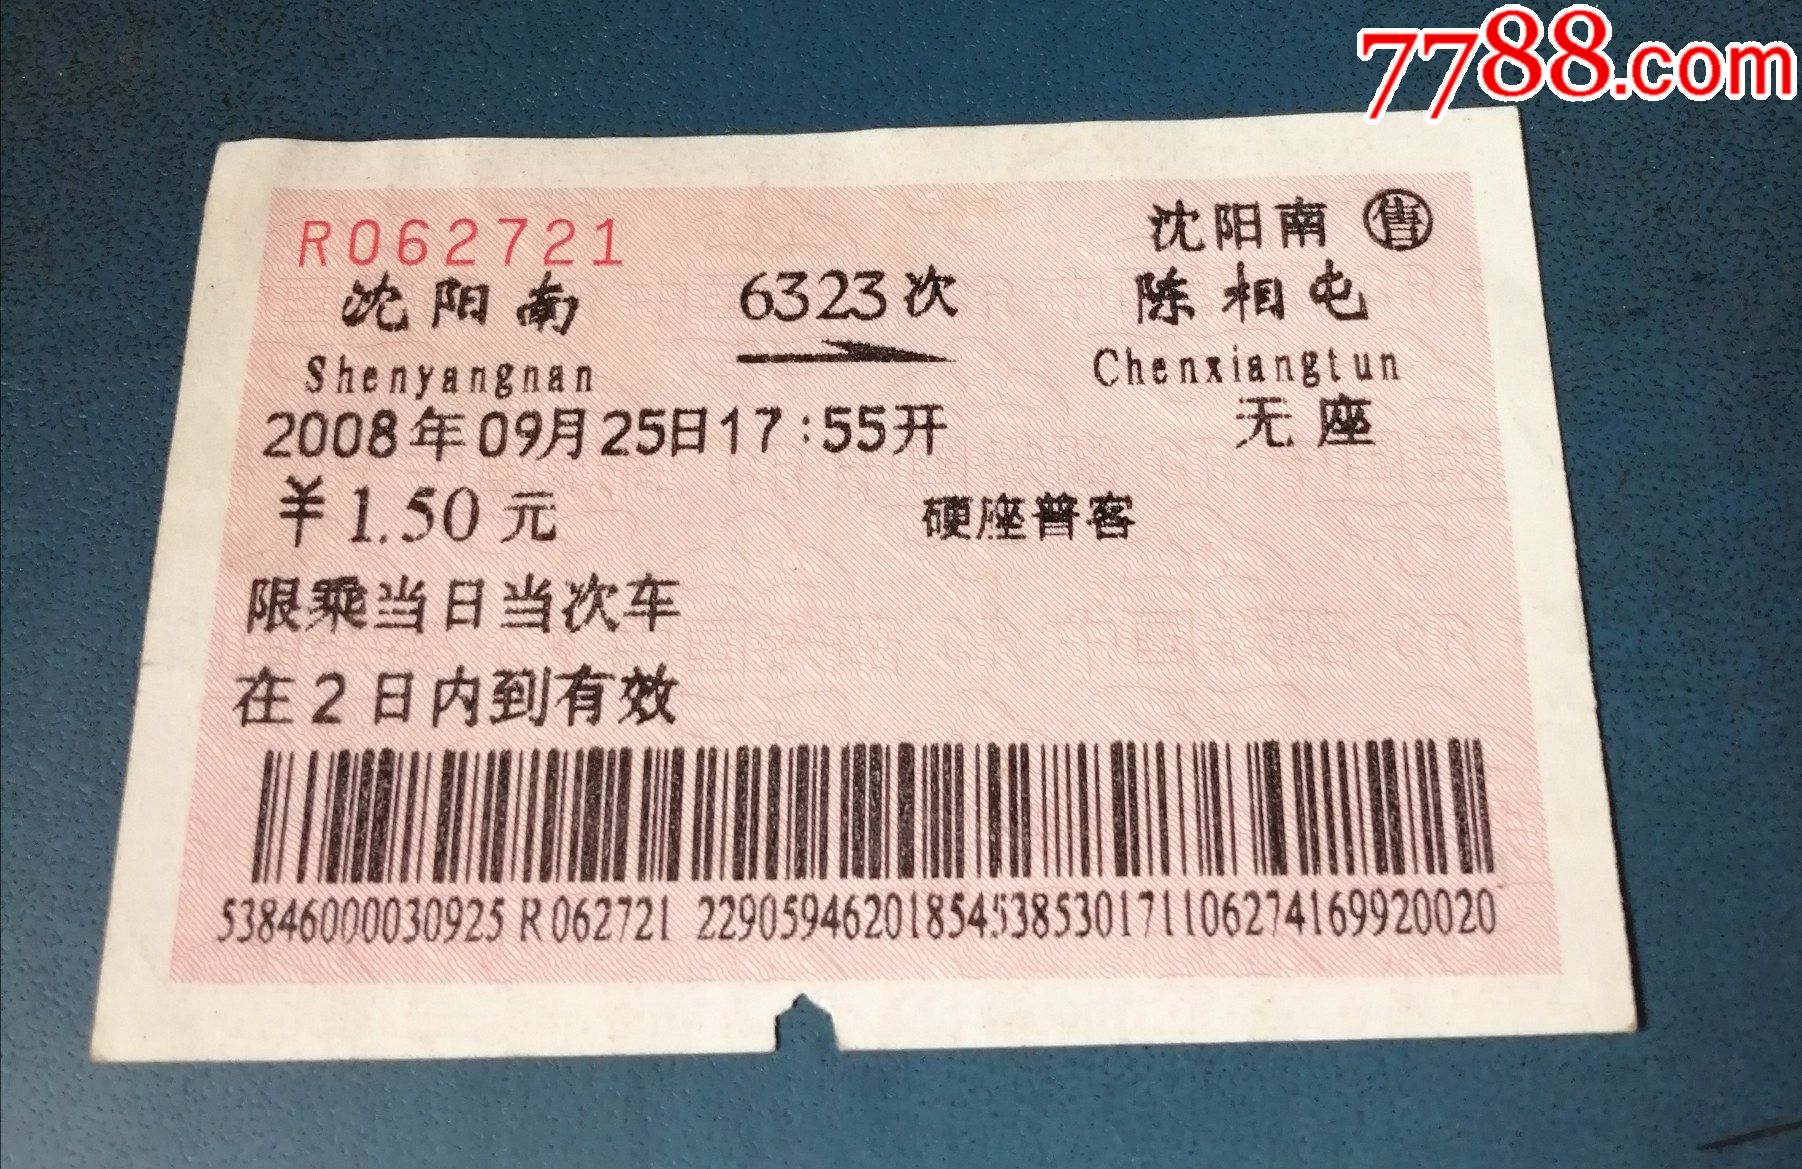 7788.com
R062721
沈阳南 售
沈阳南 6323次 陈相屯
Shenyangnan Chenxiangtun
2008年09月25日17:55开 无座
￥1.50元 硬座普客
限乘当日当次车
在2日内到有效
53846000030925 R062721 2290594620185453853017110627416992002​0